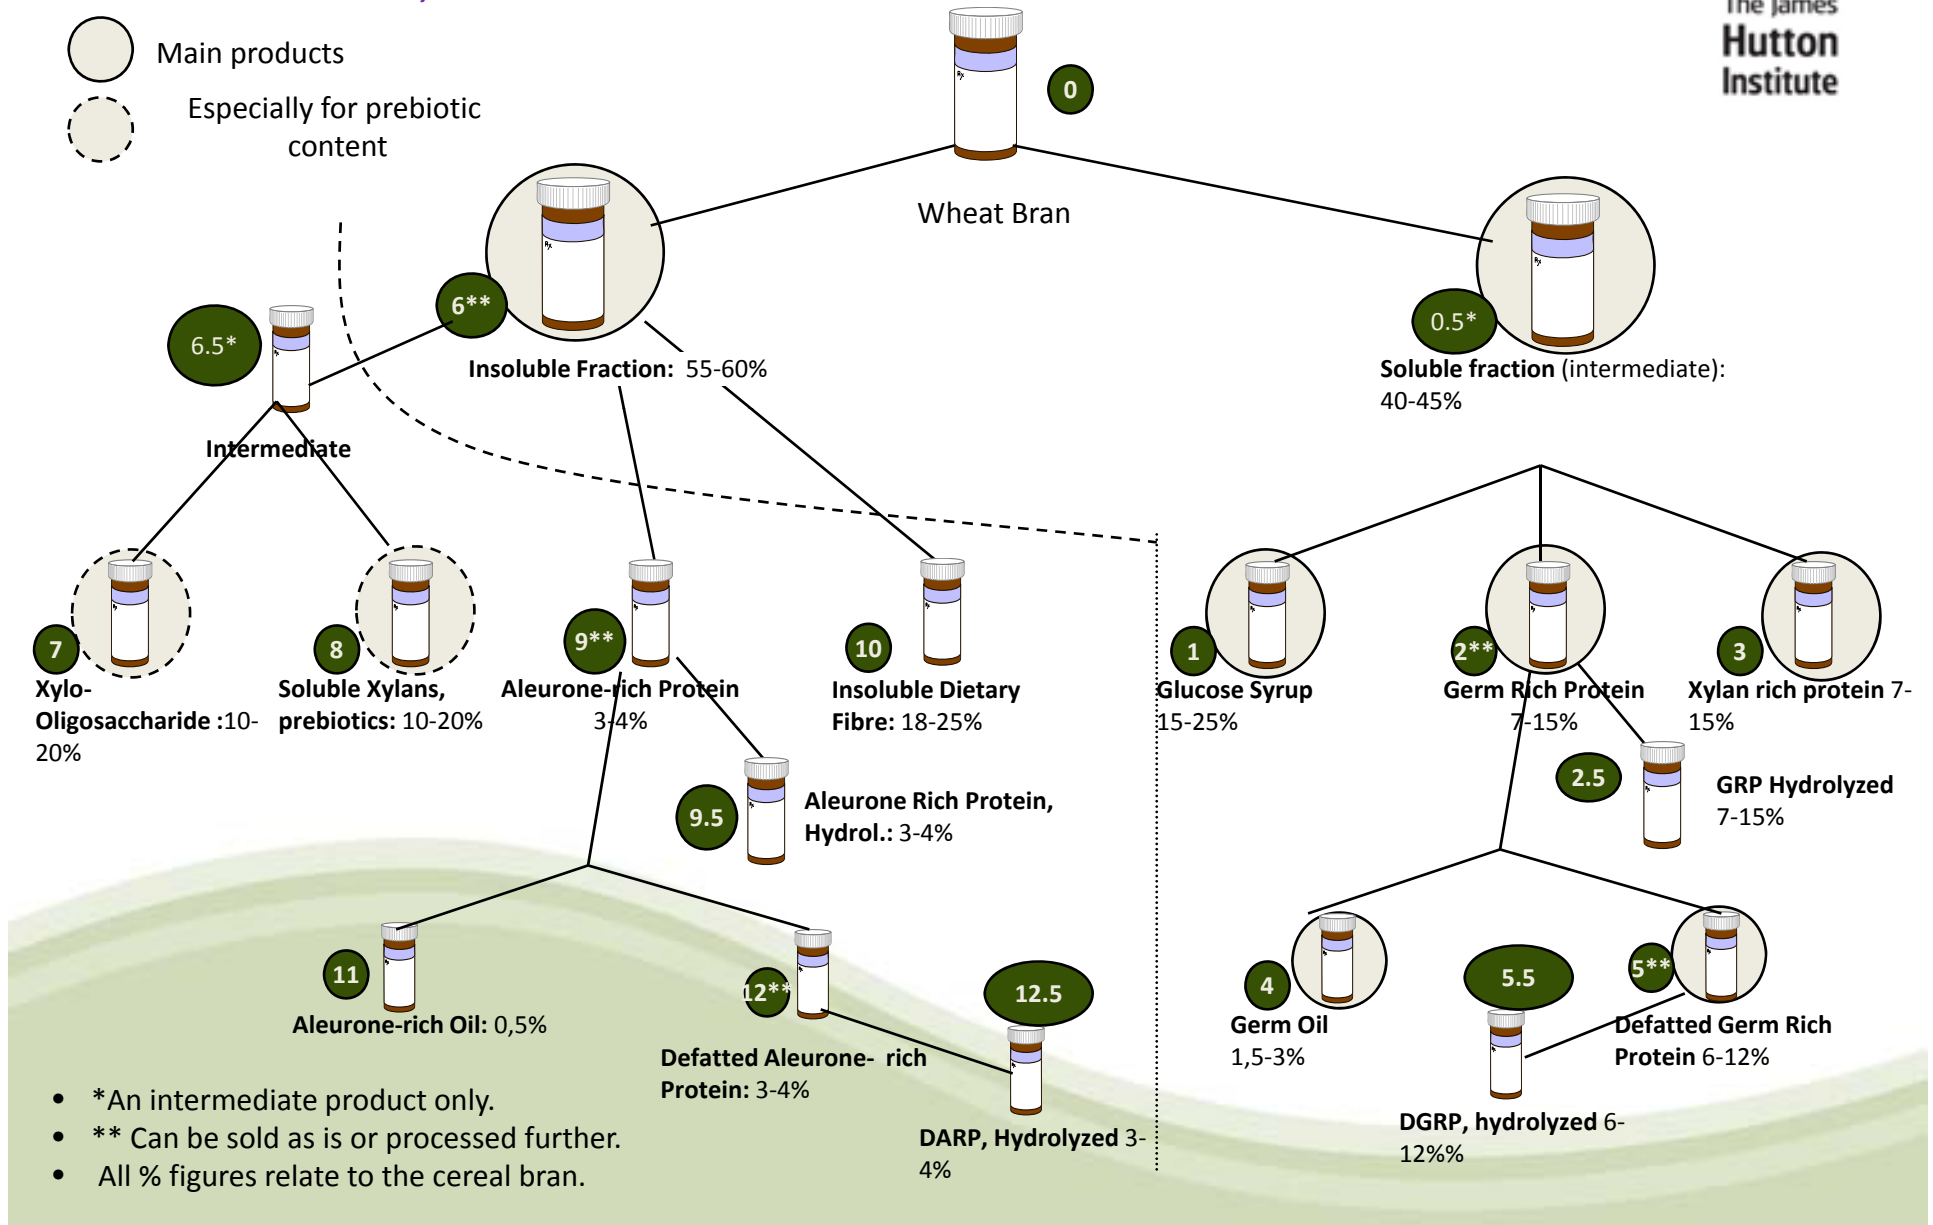 The James
Hutton
Institute
Main products
Especially for prebiotic
content
0
Wheat Bran
6**
Insoluble Fraction: 55-60%
0.5*
Soluble fraction (intermediate):
40-45%
6.5*
Intermediate
7
Xylo-
Oligosaccharide :10-
20%
8
Soluble Xylans,
prebiotics: 10-20%
9**
Aleurone-rich Protein
3-4%
10
Insoluble Dietary
Fibre: 18-25%
1
Glucose Syrup
15-25%
2**
Germ Rich Protein
7-15%
3
Xylan rich protein 7-
15%
9.5
Aleurone Rich Protein,
Hydrol.: 3-4%
2.5
GRP Hydrolyzed
7-15%
11
Aleurone-rich Oil: 0,5%
12**
Defatted Aleurone- rich
Protein: 3-4%
12.5
DARP, Hydrolyzed 3-
4%
4
Germ Oil
1,5-3%
5.5
DGRP, hydrolyzed 6-
12%%
5**
Defatted Germ Rich
Protein 6-12%
• *An intermediate product only.
• ** Can be sold as is or processed further.
• All % figures relate to the cereal bran.